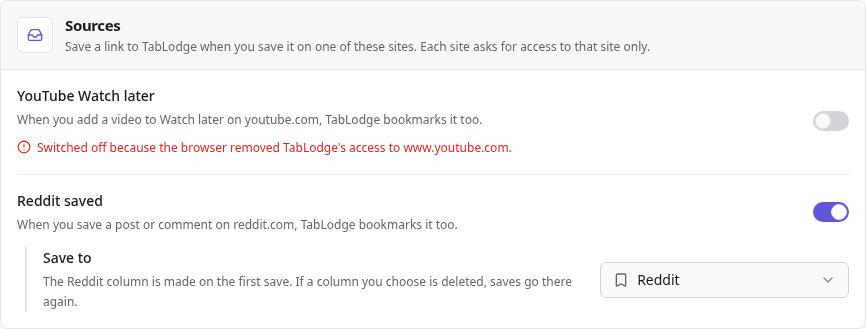 Sources
Save a link to TabLodge when you save it on one of these sites. Each site asks for access to that site only.
YouTube Watch later
When you add a video to Watch later on youtube.com, TabLodge bookmarks it too.
Switched off because the browser removed TabLodge's access to www.youtube.com.
Reddit saved
When you save a post or comment on reddit.com, TabLodge bookmarks it too.
Save to
The Reddit column is made on the first save. If a column you choose is deleted, saves go there
again.
Reddit